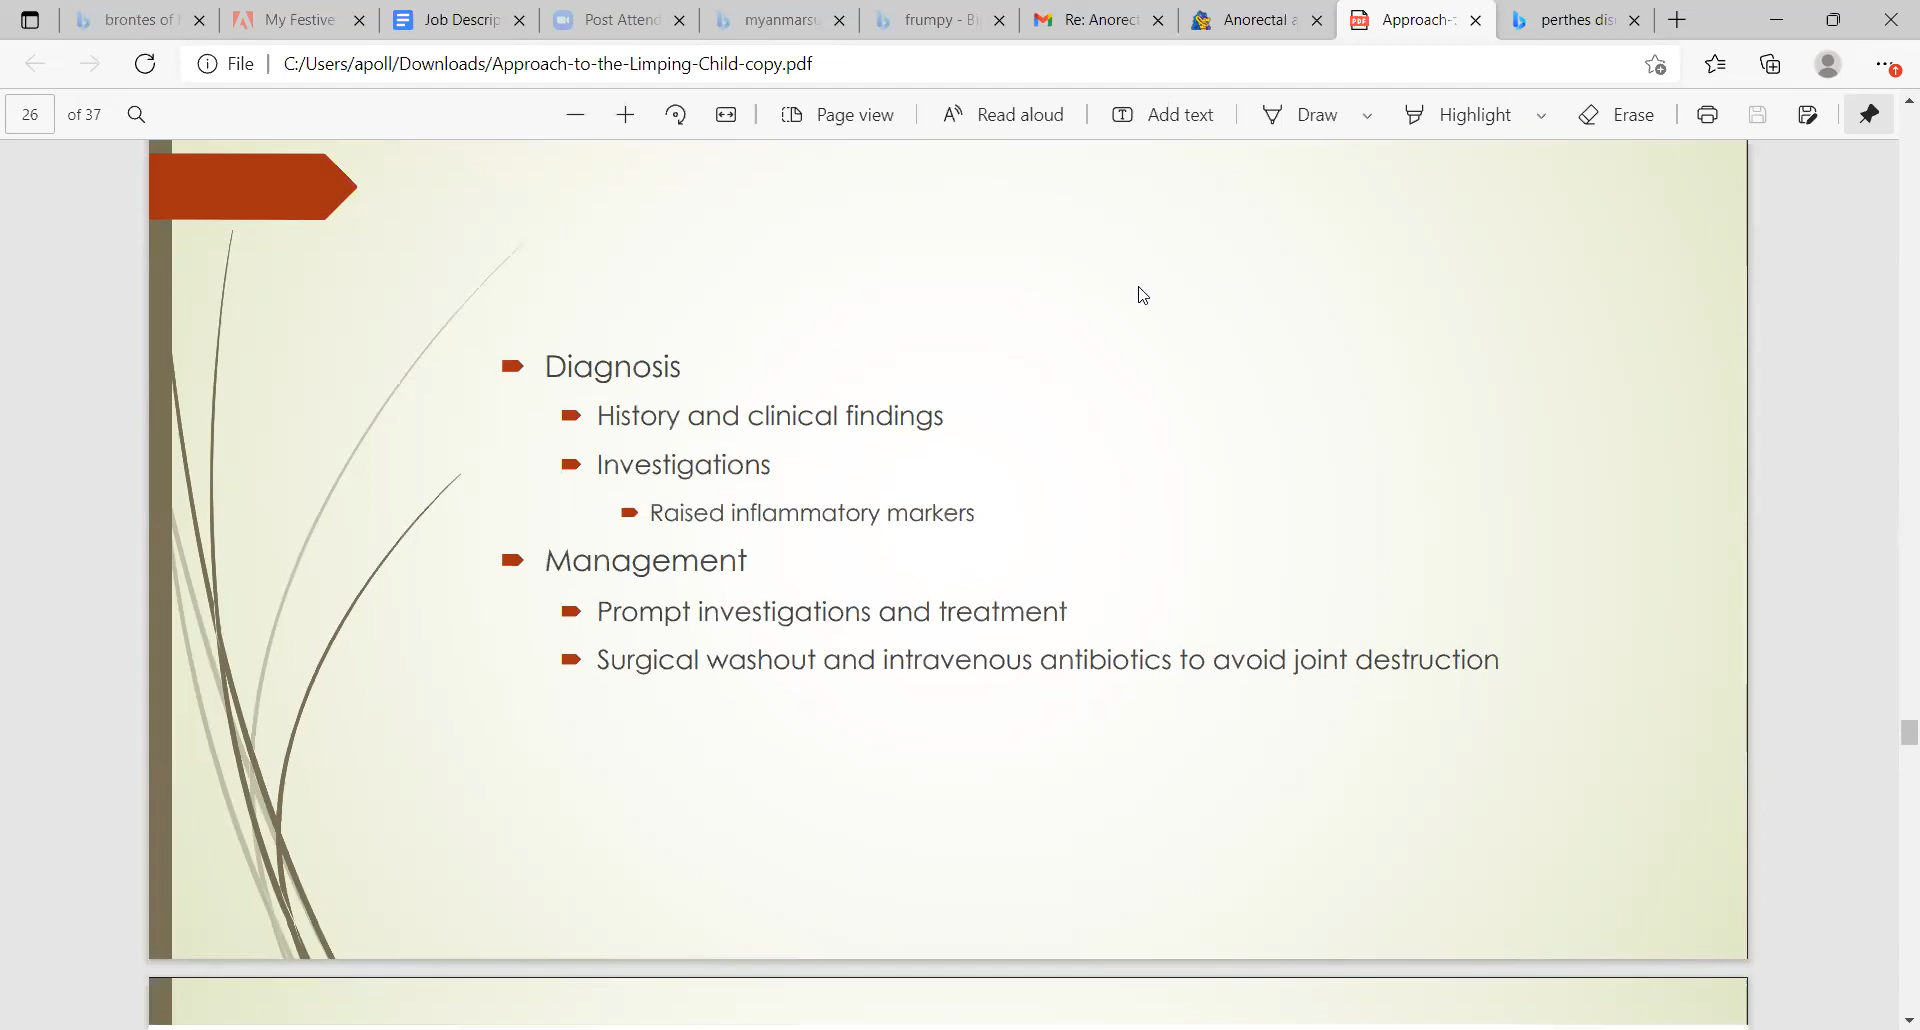 brontes of
My Festive
Job Descrip
Post Attend
myanmarsu
frumpy - Bi
Re: Anorect
Anorectal a
Approach-t
perthes dis
File
C:/Users/apoll/Downloads/Approach-to-the-Limping-Child-copy.pdf
26 of 37
Page view
Read aloud
Add text
Draw
Highlight
Erase
Diagnosis
History and clinical findings
Investigations
Raised inflammatory markers
Management
Prompt investigations and treatment
Surgical washout and intravenous antibiotics to avoid joint destruction